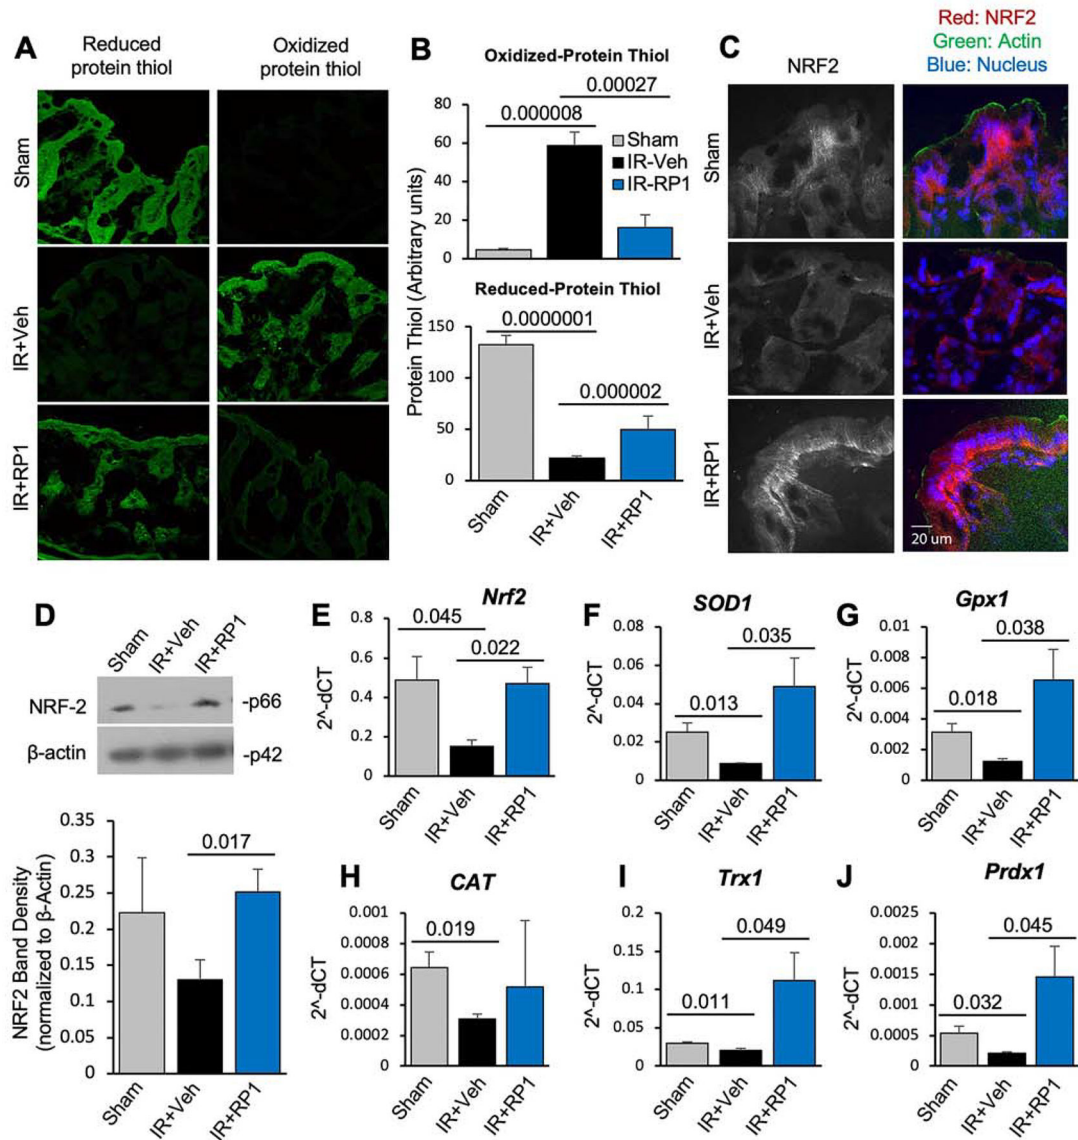 A
Reduced
protein thiol
Oxidized
protein thiol
Sham
IR+Veh
IR+RP1
B
Oxidized-Protein Thiol
0.00027
0.000008
Sham
IR-Veh
IR-RP1
80
60
40
20
0
Protein Thiol (Arbitrary units)
Reduced-Protein Thiol
0.0000001
0.000002
150
100
50
0
Sham
IR+Veh
IR+RP1
C
NRF2
Red: NRF2
Green: Actin
Blue: Nucleus
Sham
IR+Veh
IR+RP1
20 um
D
Sham
IR+Veh
IR+RP1
NRF-2
-p66
β-actin
-p42
NRF2 Band Density
(normalized to β-Actin)
0.35
0.3
0.25
0.2
0.15
0.1
0.05
0
0.017
Sham
IR+Veh
IR+RP1
E
Nrf2
2^-dCT
0.8
0.6
0.4
0.2
0
0.045
0.022
Sham
IR+Veh
IR+RP1
F
SOD1
2^-dCT
0.08
0.06
0.04
0.02
0
0.035
0.013
Sham
IR+Veh
IR+RP1
G
Gpx1
2^-dCT
0.01
0.008
0.006
0.004
0.002
0
0.038
0.018
Sham
IR+Veh
IR+RP1
H
CAT
2^-dCT
0.001
0.0008
0.0006
0.0004
0.0002
0
0.019
Sham
IR+Veh
IR+RP1
I
Trx1
2^-dCT
0.2
0.15
0.1
0.05
0
0.049
0.011
Sham
IR+Veh
IR+RP1
J
Prdx1
2^-dCT
0.0025
0.002
0.0015
0.001
0.0005
0
0.045
0.032
Sham
IR+Veh
IR+RP1